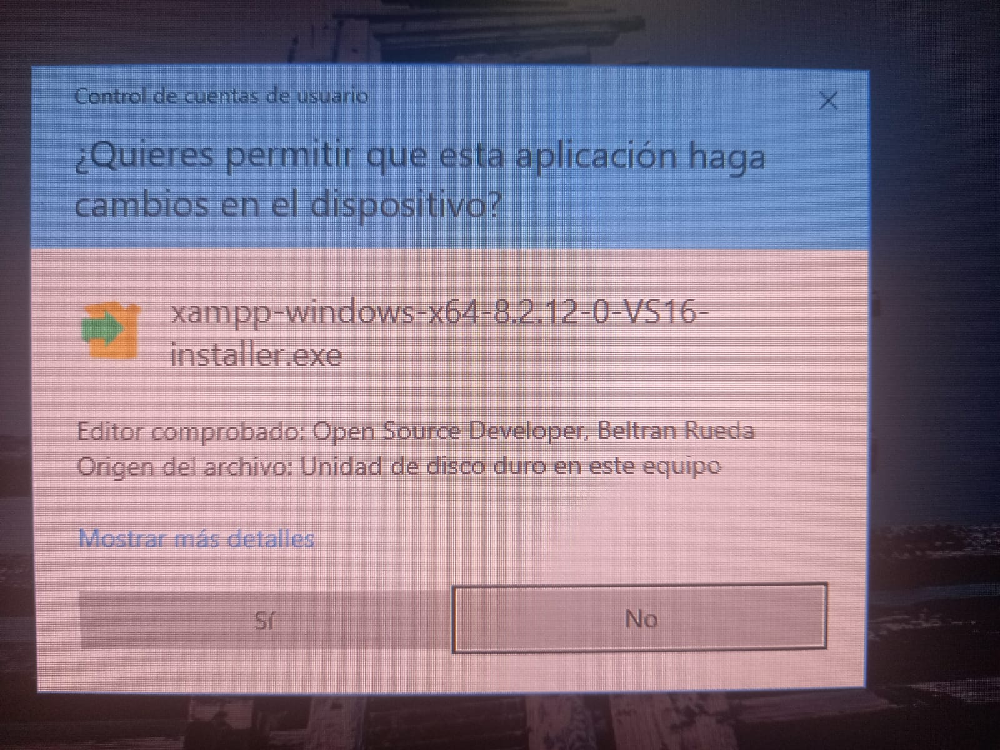 Control de cuentas de usuario
¿Quieres permitir que esta aplicación haga
cambios en el dispositivo?
xampp-windows-x64-8.2.12-0-VS16-
installer.exe
Editor comprobado: Open Source Developer, Beltran Rueda
Origen del archivo: Unidad de disco duro en este equipo
Mostrar más detalles
Sí
No